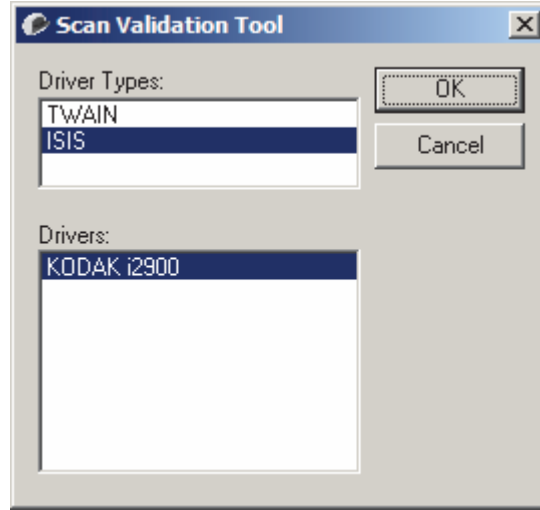 Scan Validation Tool
Driver Types:
TWAIN
ISIS
OK
Cancel
Drivers:
KODAK i2900